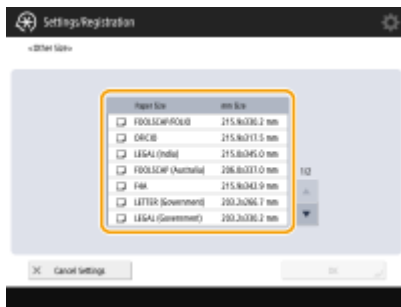 Settings/Registration
<Other Size>
Paper Size mm Size
FOOLSCAP/FOLIO 215.9x330.2 mm
OFICIO 215.9x317.5 mm
LEGAL (India) 215.0x345.0 mm
FOOLSCAP (Australia) 206.0x337.0 mm
F4A 215.9x342.9 mm
LETTER (Government) 203.2x266.7 mm
LEGAL (Government) 203.2x330.2 mm
1/2
Cancel Settings
OK